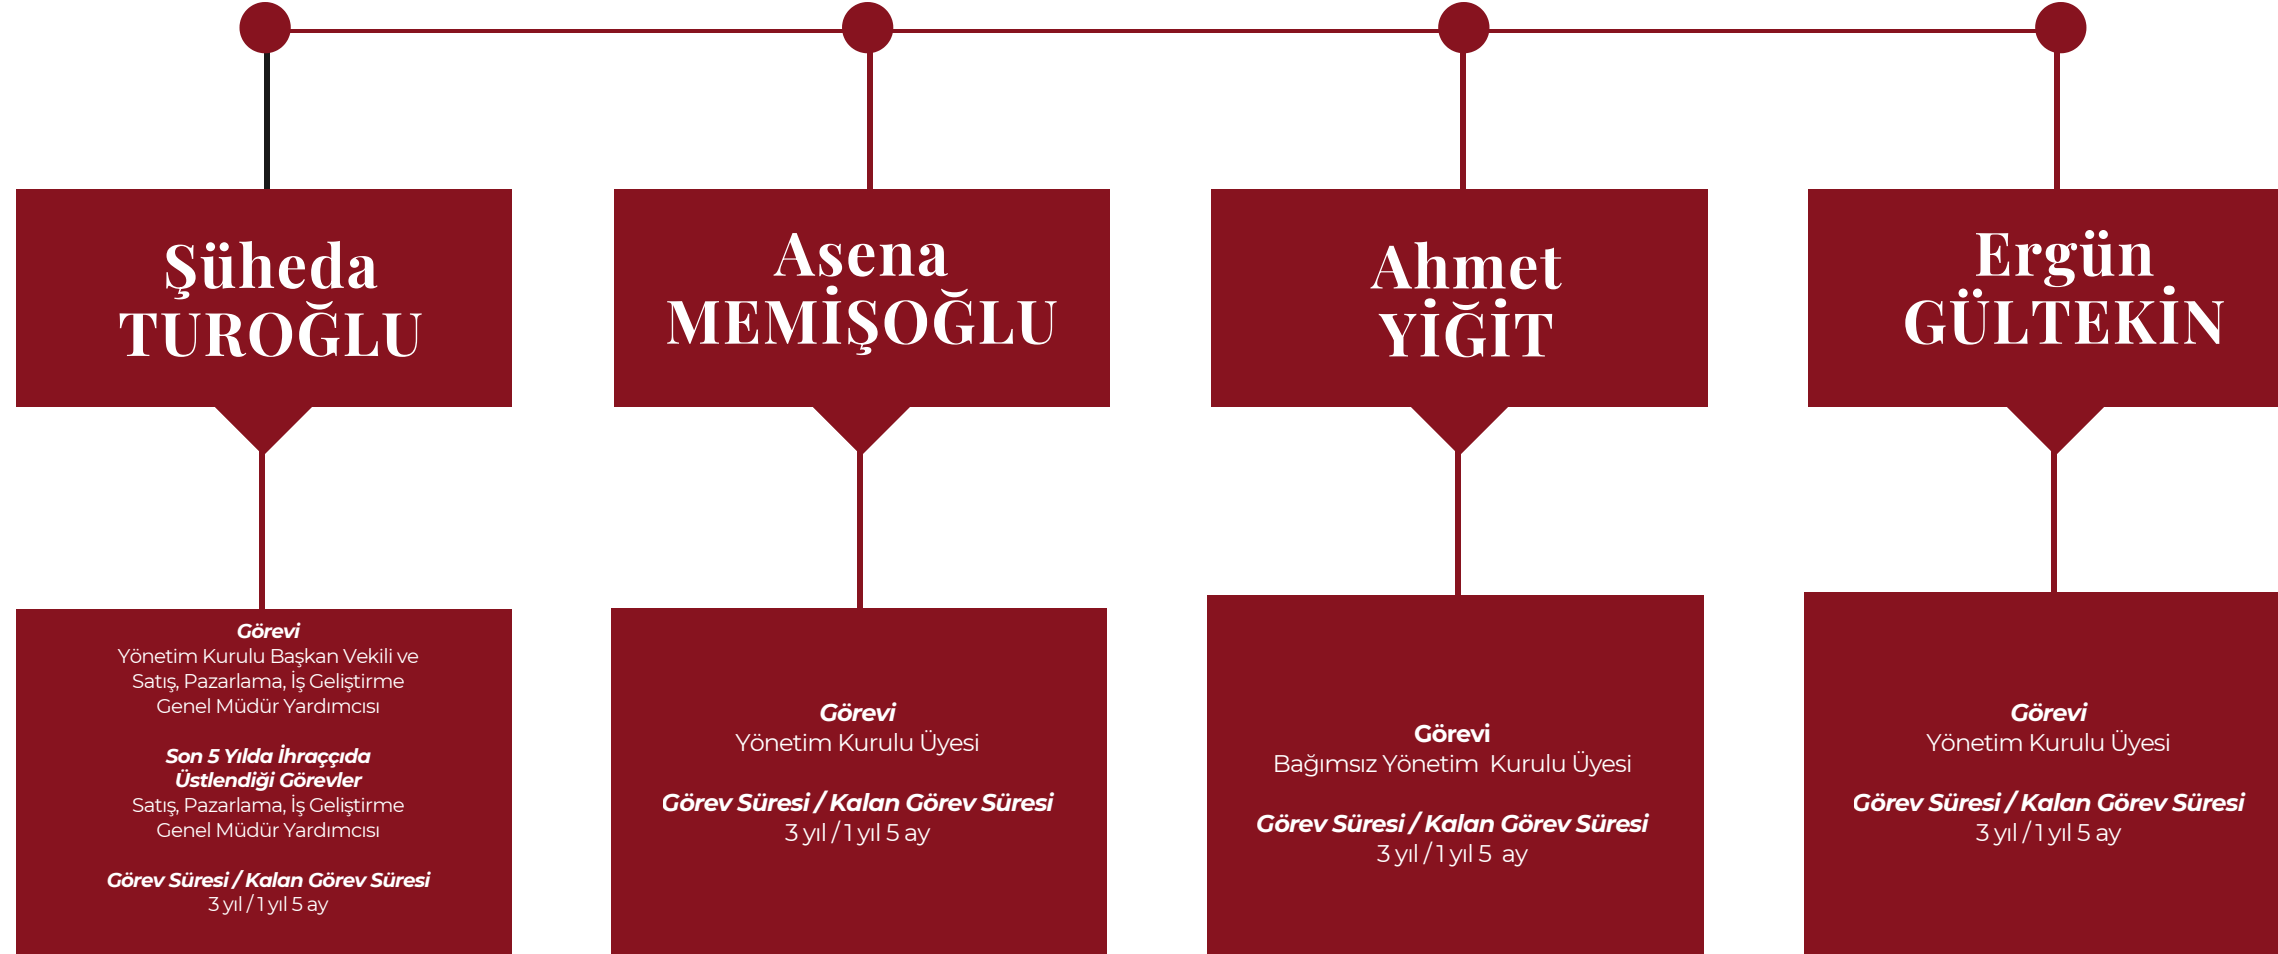 Şüheda
TUROĞLU
Asena
MEMİŞOĞLU
Ahmet
YİĞİT
Ergün
GÜLTEKİN
Görevi
Yönetim Kurulu Başkan Vekili ve
Satış, Pazarlama, İş Geliştirme
Genel Müdür Yardımcısı
Son 5 Yılda İhraççıda
Üstlendiği Görevler
Satış, Pazarlama, İş Geliştirme
Genel Müdür Yardımcısı
Görev Süresi / Kalan Görev Süresi
3 yıl / 1 yıl 5 ay
Görevi
Yönetim Kurulu Üyesi
Görev Süresi / Kalan Görev Süresi
3 yıl / 1 yıl 5 ay
Görevi
Bağımsız Yönetim Kurulu Üyesi
Görev Süresi / Kalan Görev Süresi
3 yıl / 1 yıl 5 ay
Görevi
Yönetim Kurulu Üyesi
Görev Süresi / Kalan Görev Süresi
3 yıl / 1 yıl 5 ay